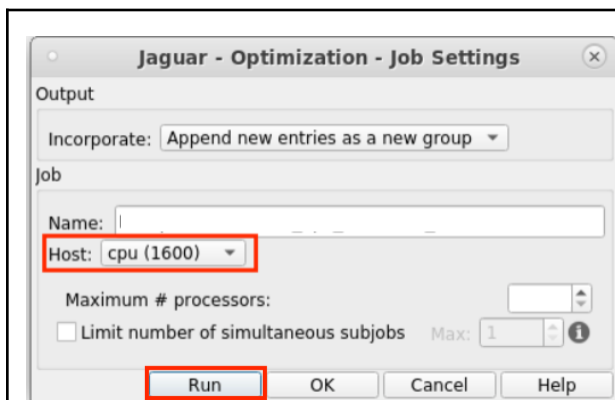 Jaguar - Optimization - Job Settings
Output
Incorporate: Append new entries as a new group
Job
Name:
Host: cpu (1600)
Maximum # processors:
Limit number of simultaneous subjobs Max: 1
Run OK Cancel Help